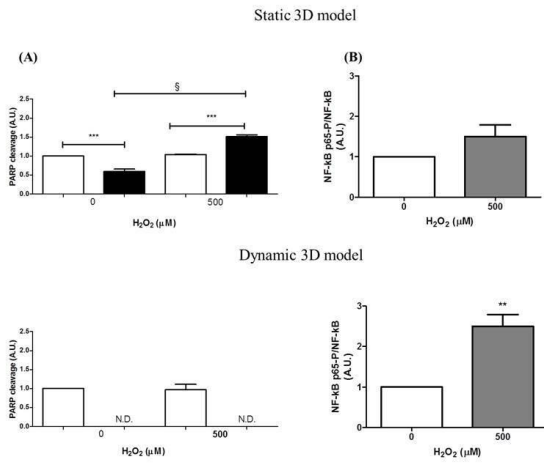 Static 3D model
(A)
(B)
§
***
***
PARP cleavage (A.U.)
2.5
2.0
1.5
1.0
0.5
0.0
0
500
H2O2 (μM)
NF-kB p65-P/NF-kB
(A.U.)
3
2
1
0
0
500
H2O2 (μM)
Dynamic 3D model
PARP cleavage (A.U.)
2.5
2.0
1.5
1.0
0.5
0.0
N.D.
N.D.
0
500
H2O2 (μM)
**
NF-kB p65-P/NF-kB
(A.U.)
3
2
1
0
0
500
H2O2 (μM)